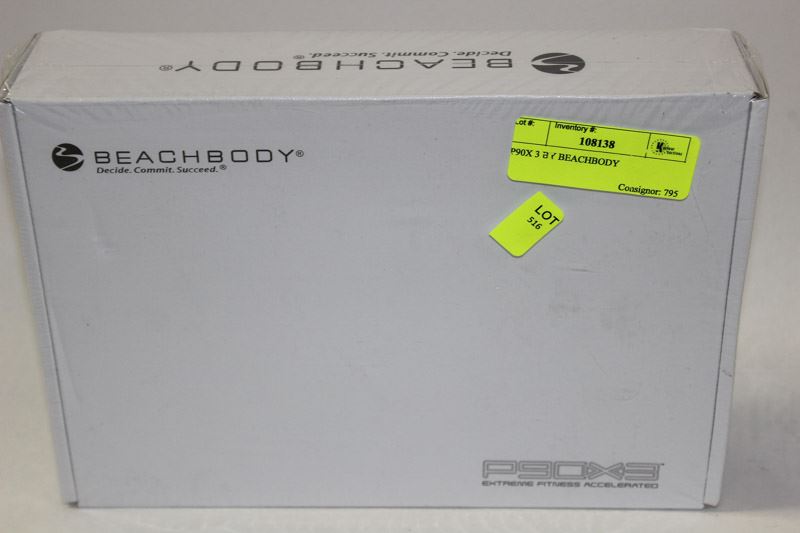 BEACHBODY®
Decide. Commit. Succeed.®
BEACHBODY®
Decide. Commit. Succeed.®
Lot #: Inventory #:
108138
P90X 3 BY BEACHBODY
Consignor: 795
LOT
516
P90X3™
EXTREME FITNESS ACCELERATED